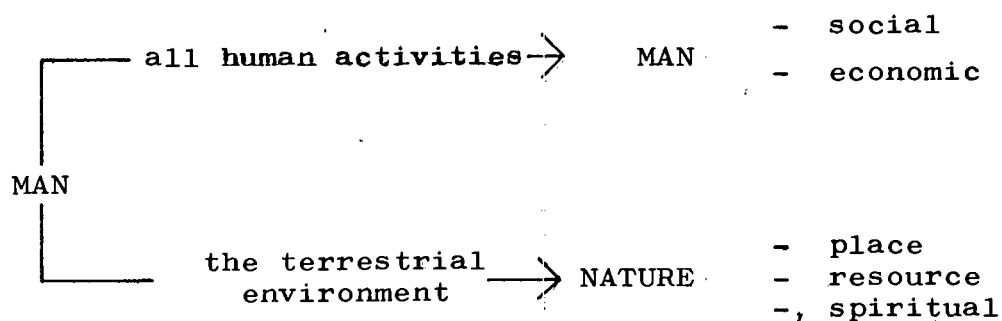 - social
all human activities MAN
- economic
MAN
- place
the terrestrial
environment NATURE - resource
-, spiritual